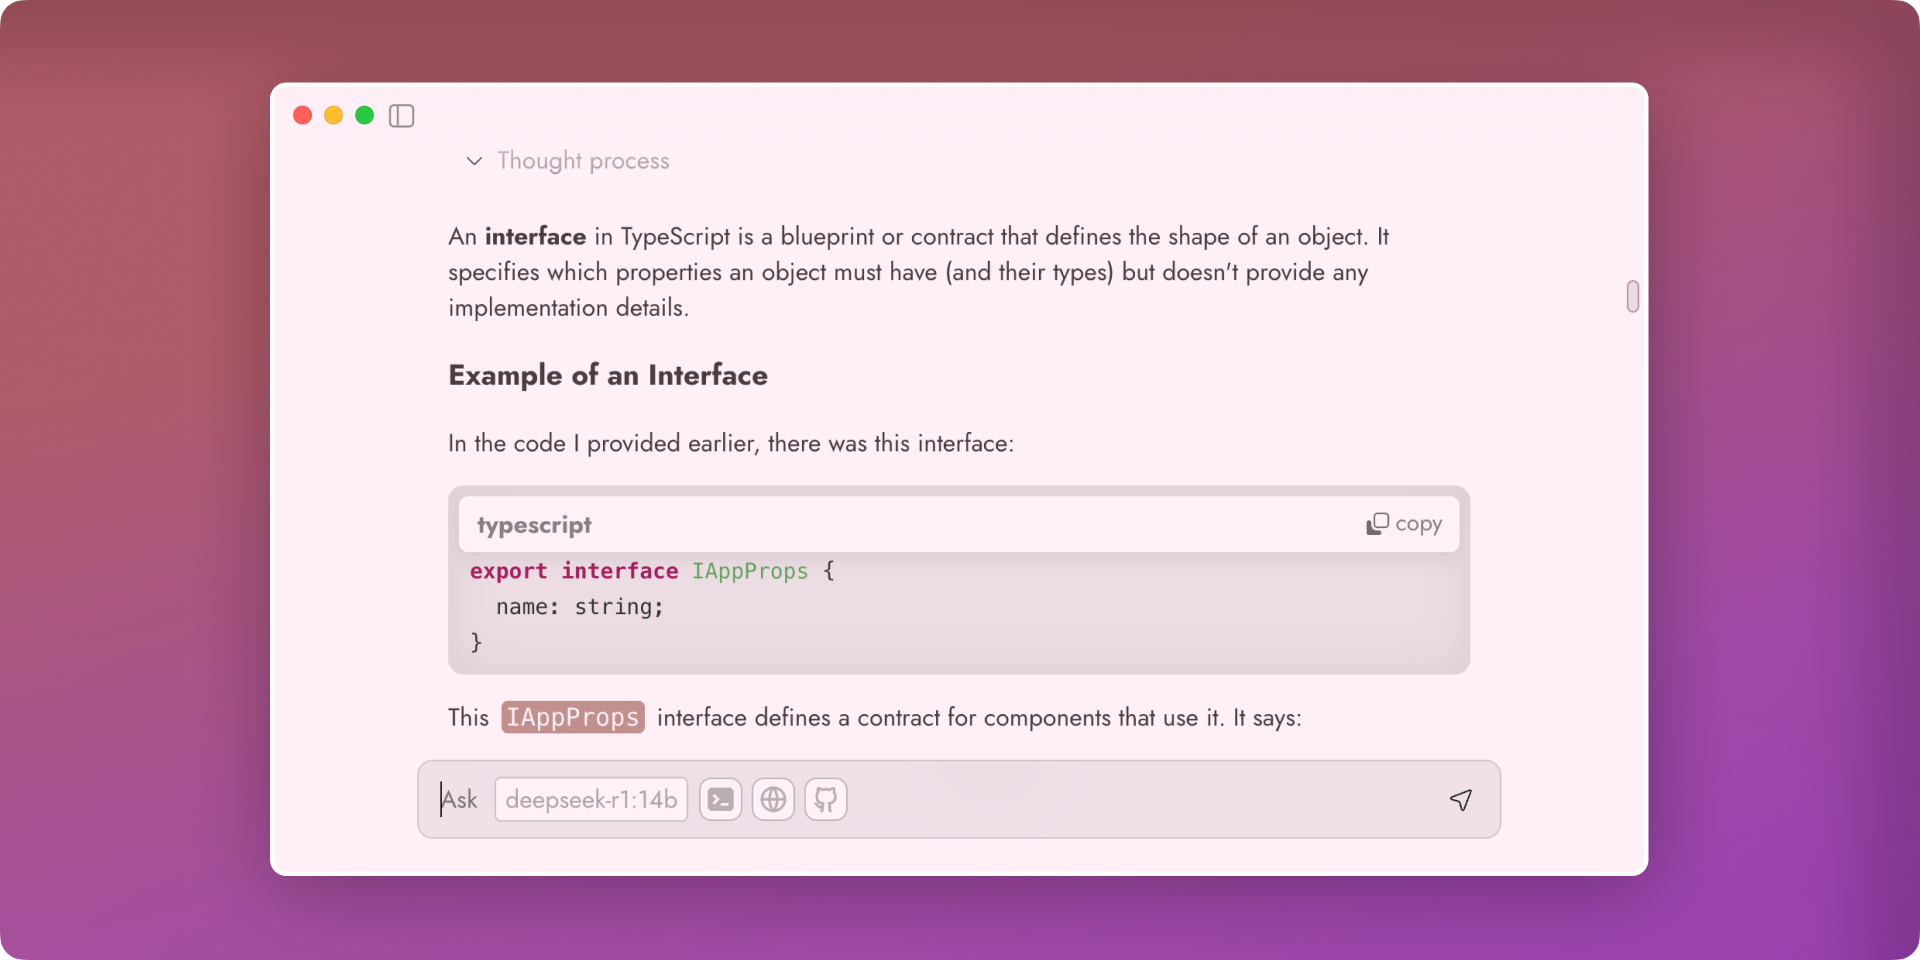 Thought process
An interface in TypeScript is a blueprint or contract that defines the shape of an object. It
specifies which properties an object must have (and their types) but doesn't provide any
implementation details.
Example of an Interface
In the code I provided earlier, there was this interface:
typescript
copy
export interface IAppProps {
  name: string;
}
This IAppProps interface defines a contract for components that use it. It says:
Ask deepseek-r1:14b